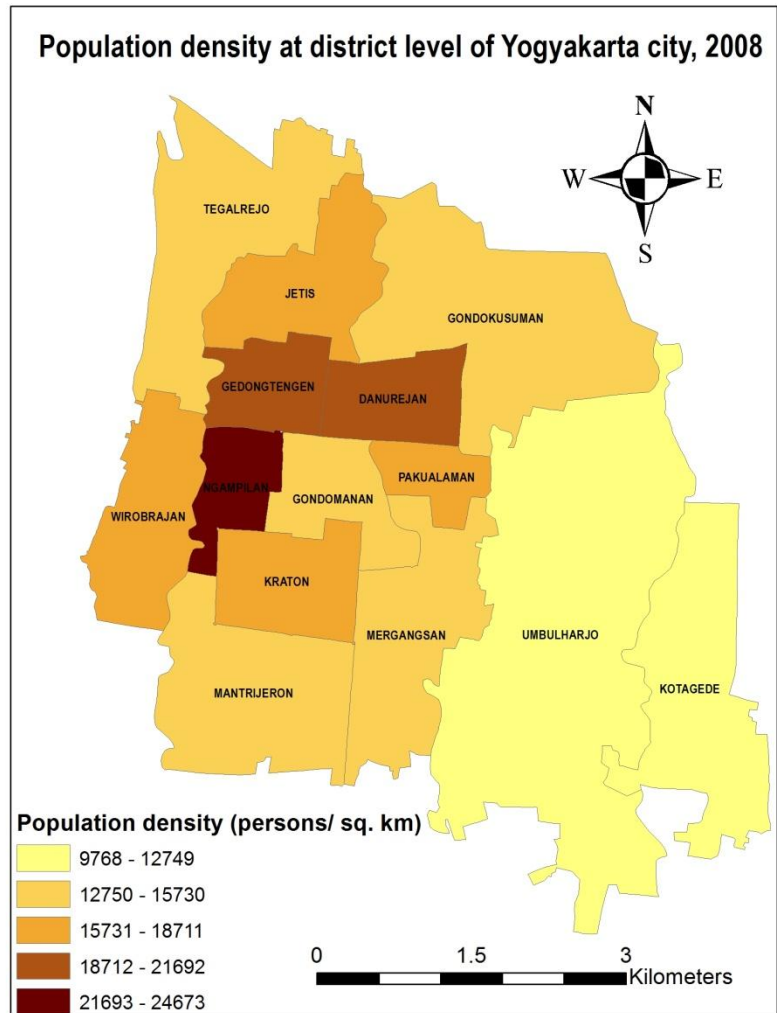 Population density at district level of Yogyakarta city, 2008
N
W
E
S
TEGALREJO
JETIS
GONDOKUSUMAN
GEDONGTENGEN
DANUREJAN
NGAMPILAN
GONDOMANAN
PAKUALAMAN
WIROBRAJAN
KRATON
MERGANGSAN
UMBULHARJO
MANTRIJERON
KOTAGEDE
Population density (persons/ sq. km)
9768 - 12749
12750 - 15730
15731 - 18711
18712 - 21692
21693 - 24673
0 1.5 3
Kilometers